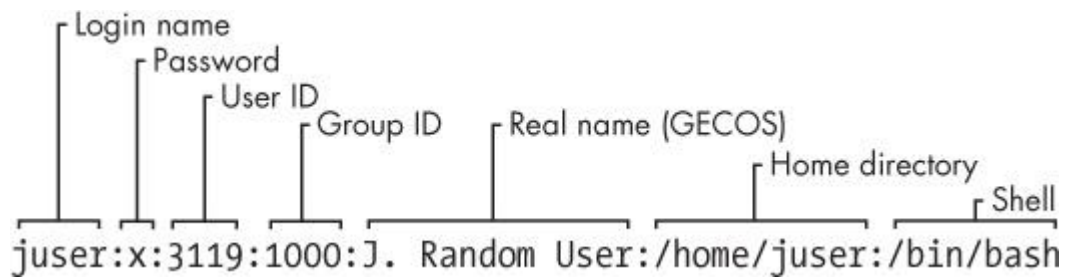 Login name
Password
User ID
Group ID
Real name (GECOS)
Home directory
Shell
juser:x:3119:1000:J. Random User:/home/juser:/bin/bash